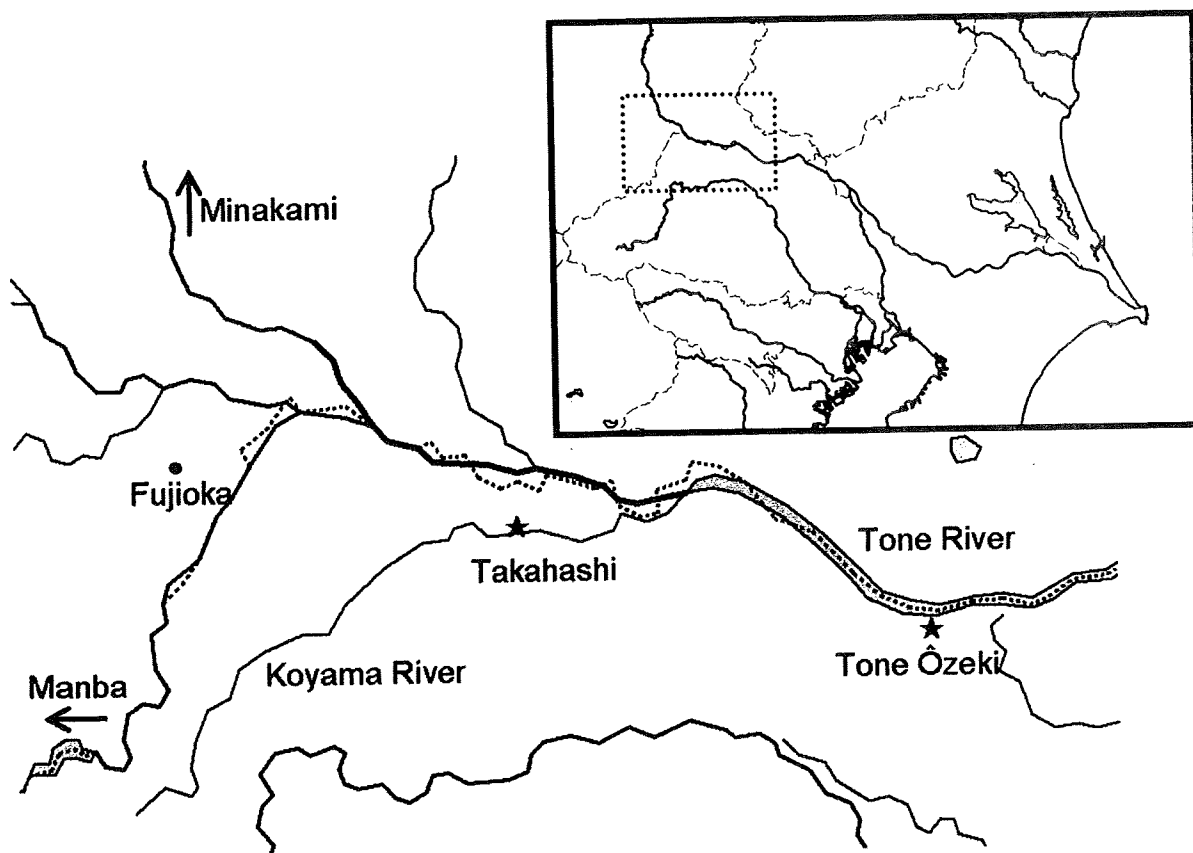 Minakami
Fujioka
Takahashi
Tone River
Koyama River
Tone Ôzeki
Manba